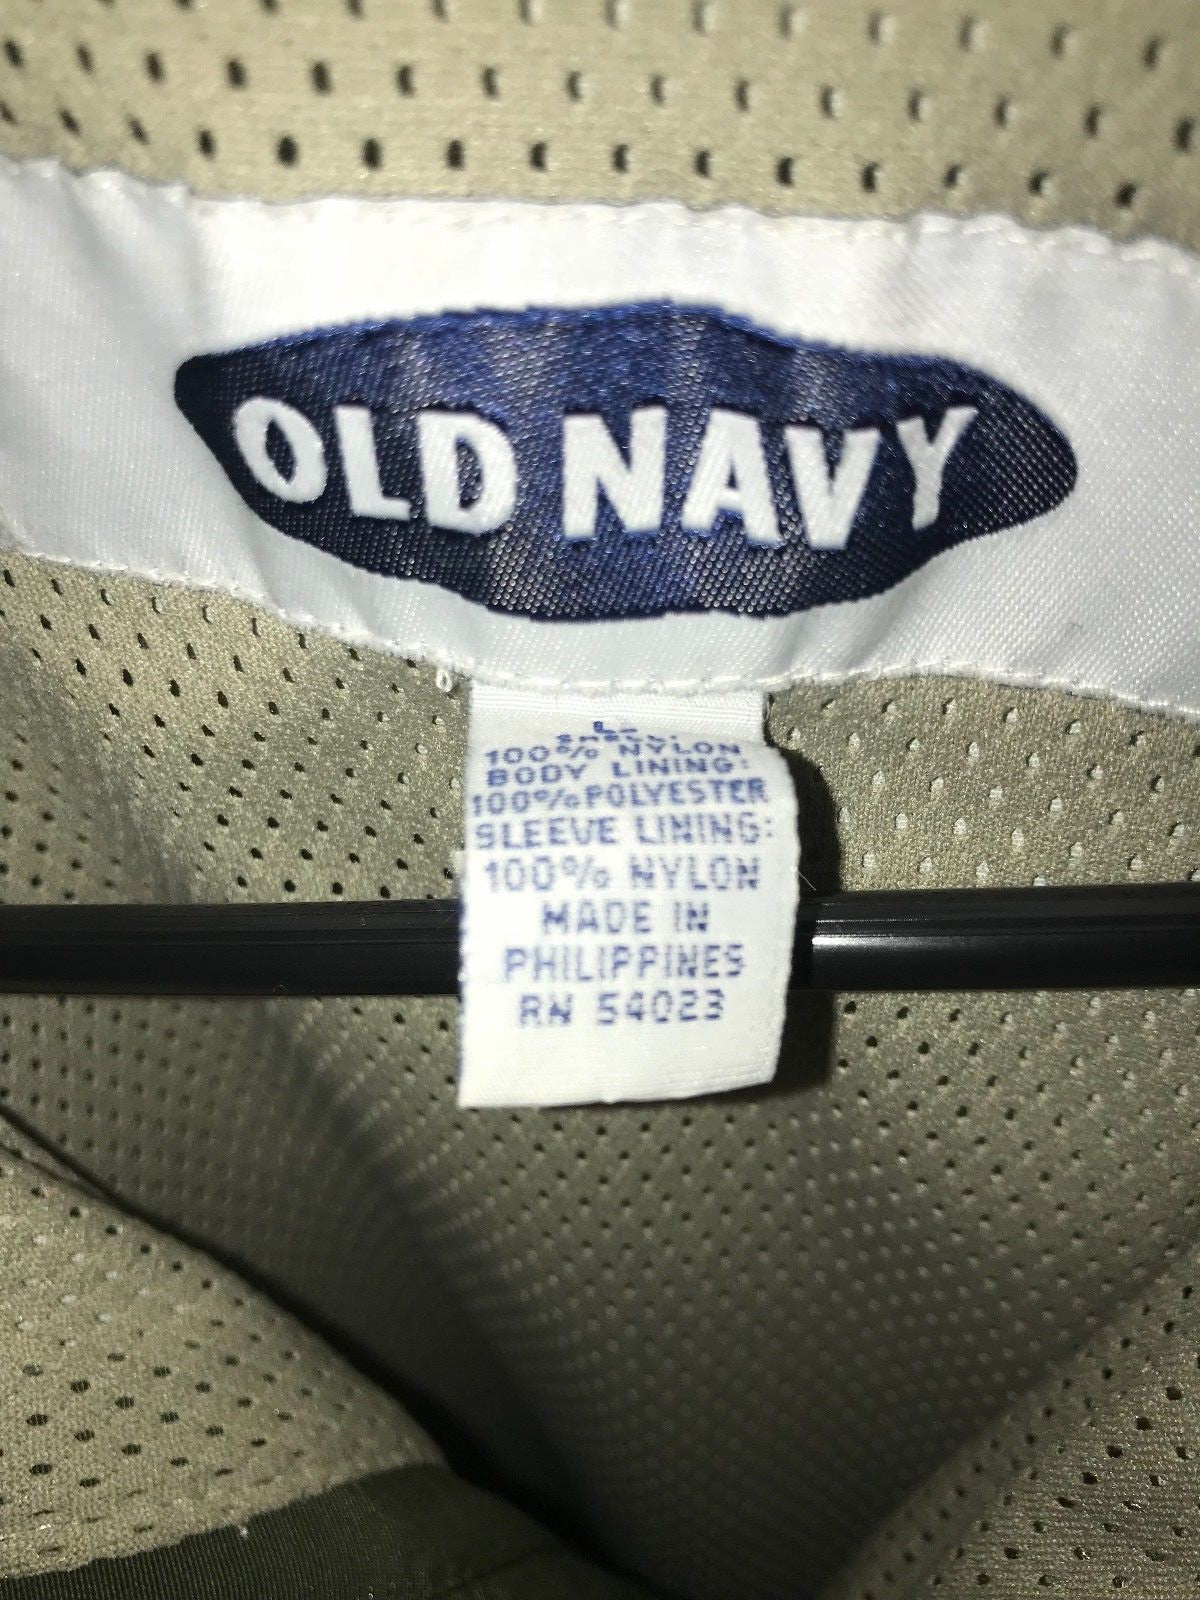 OLD NAVY
100% NYLON
BODY LINING:
100% POLYESTER
SLEEVE LINING:
100% NYLON
MADE IN
PHILIPPINES
RN 54023